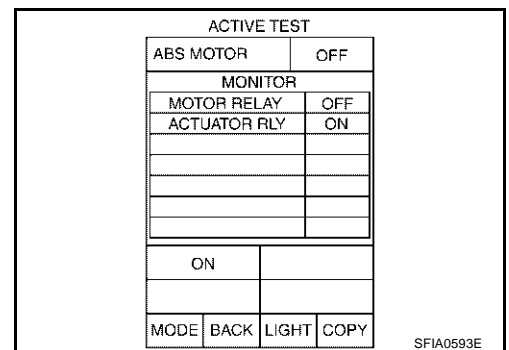 ACTIVE TEST
ABS MOTOR OFF
MONITOR
MOTOR RELAY OFF
ACTUATOR RLY ON
ON
MODE BACK LIGHT COPY
SFIA0593E